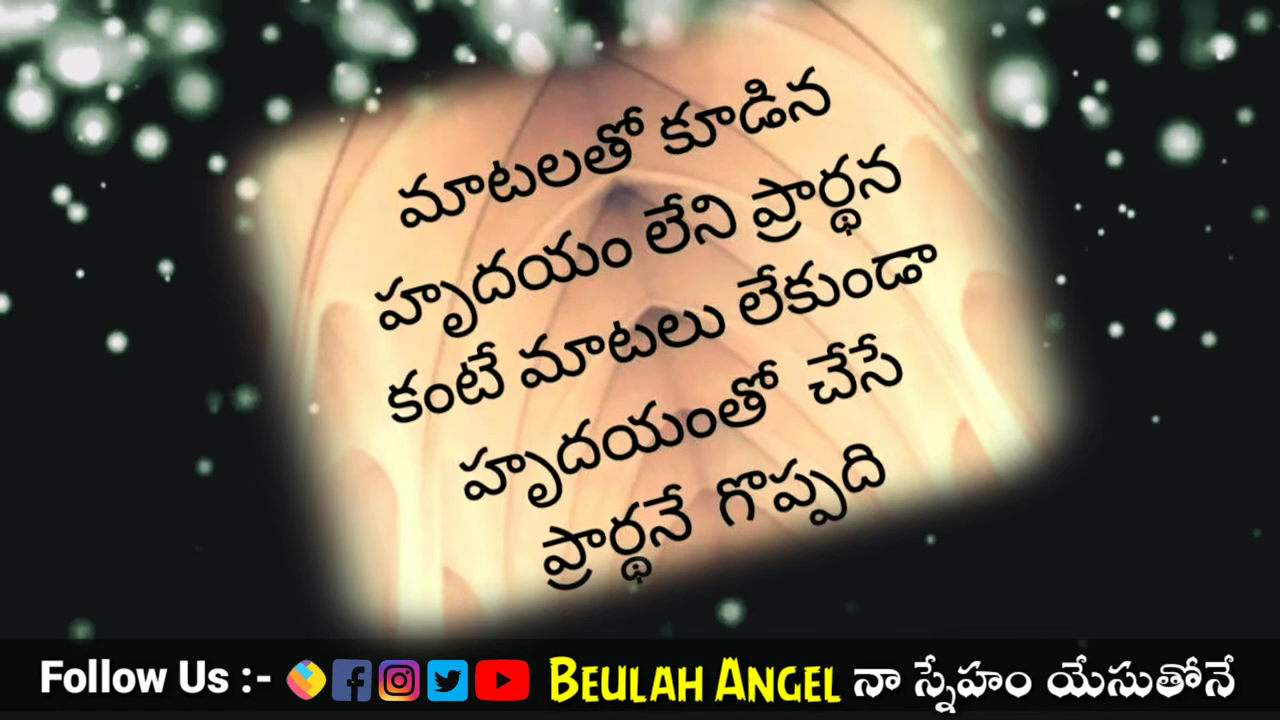 మాటలతో కూడిన
హృదయం లేని ప్రార్థన
కంటే మాటలు లేకుండా
హృదయంతో చేసే
ప్రార్థనే గొప్పది
Follow Us :- BEULAH ANGEL నా స్నేహం యేసుతోనే